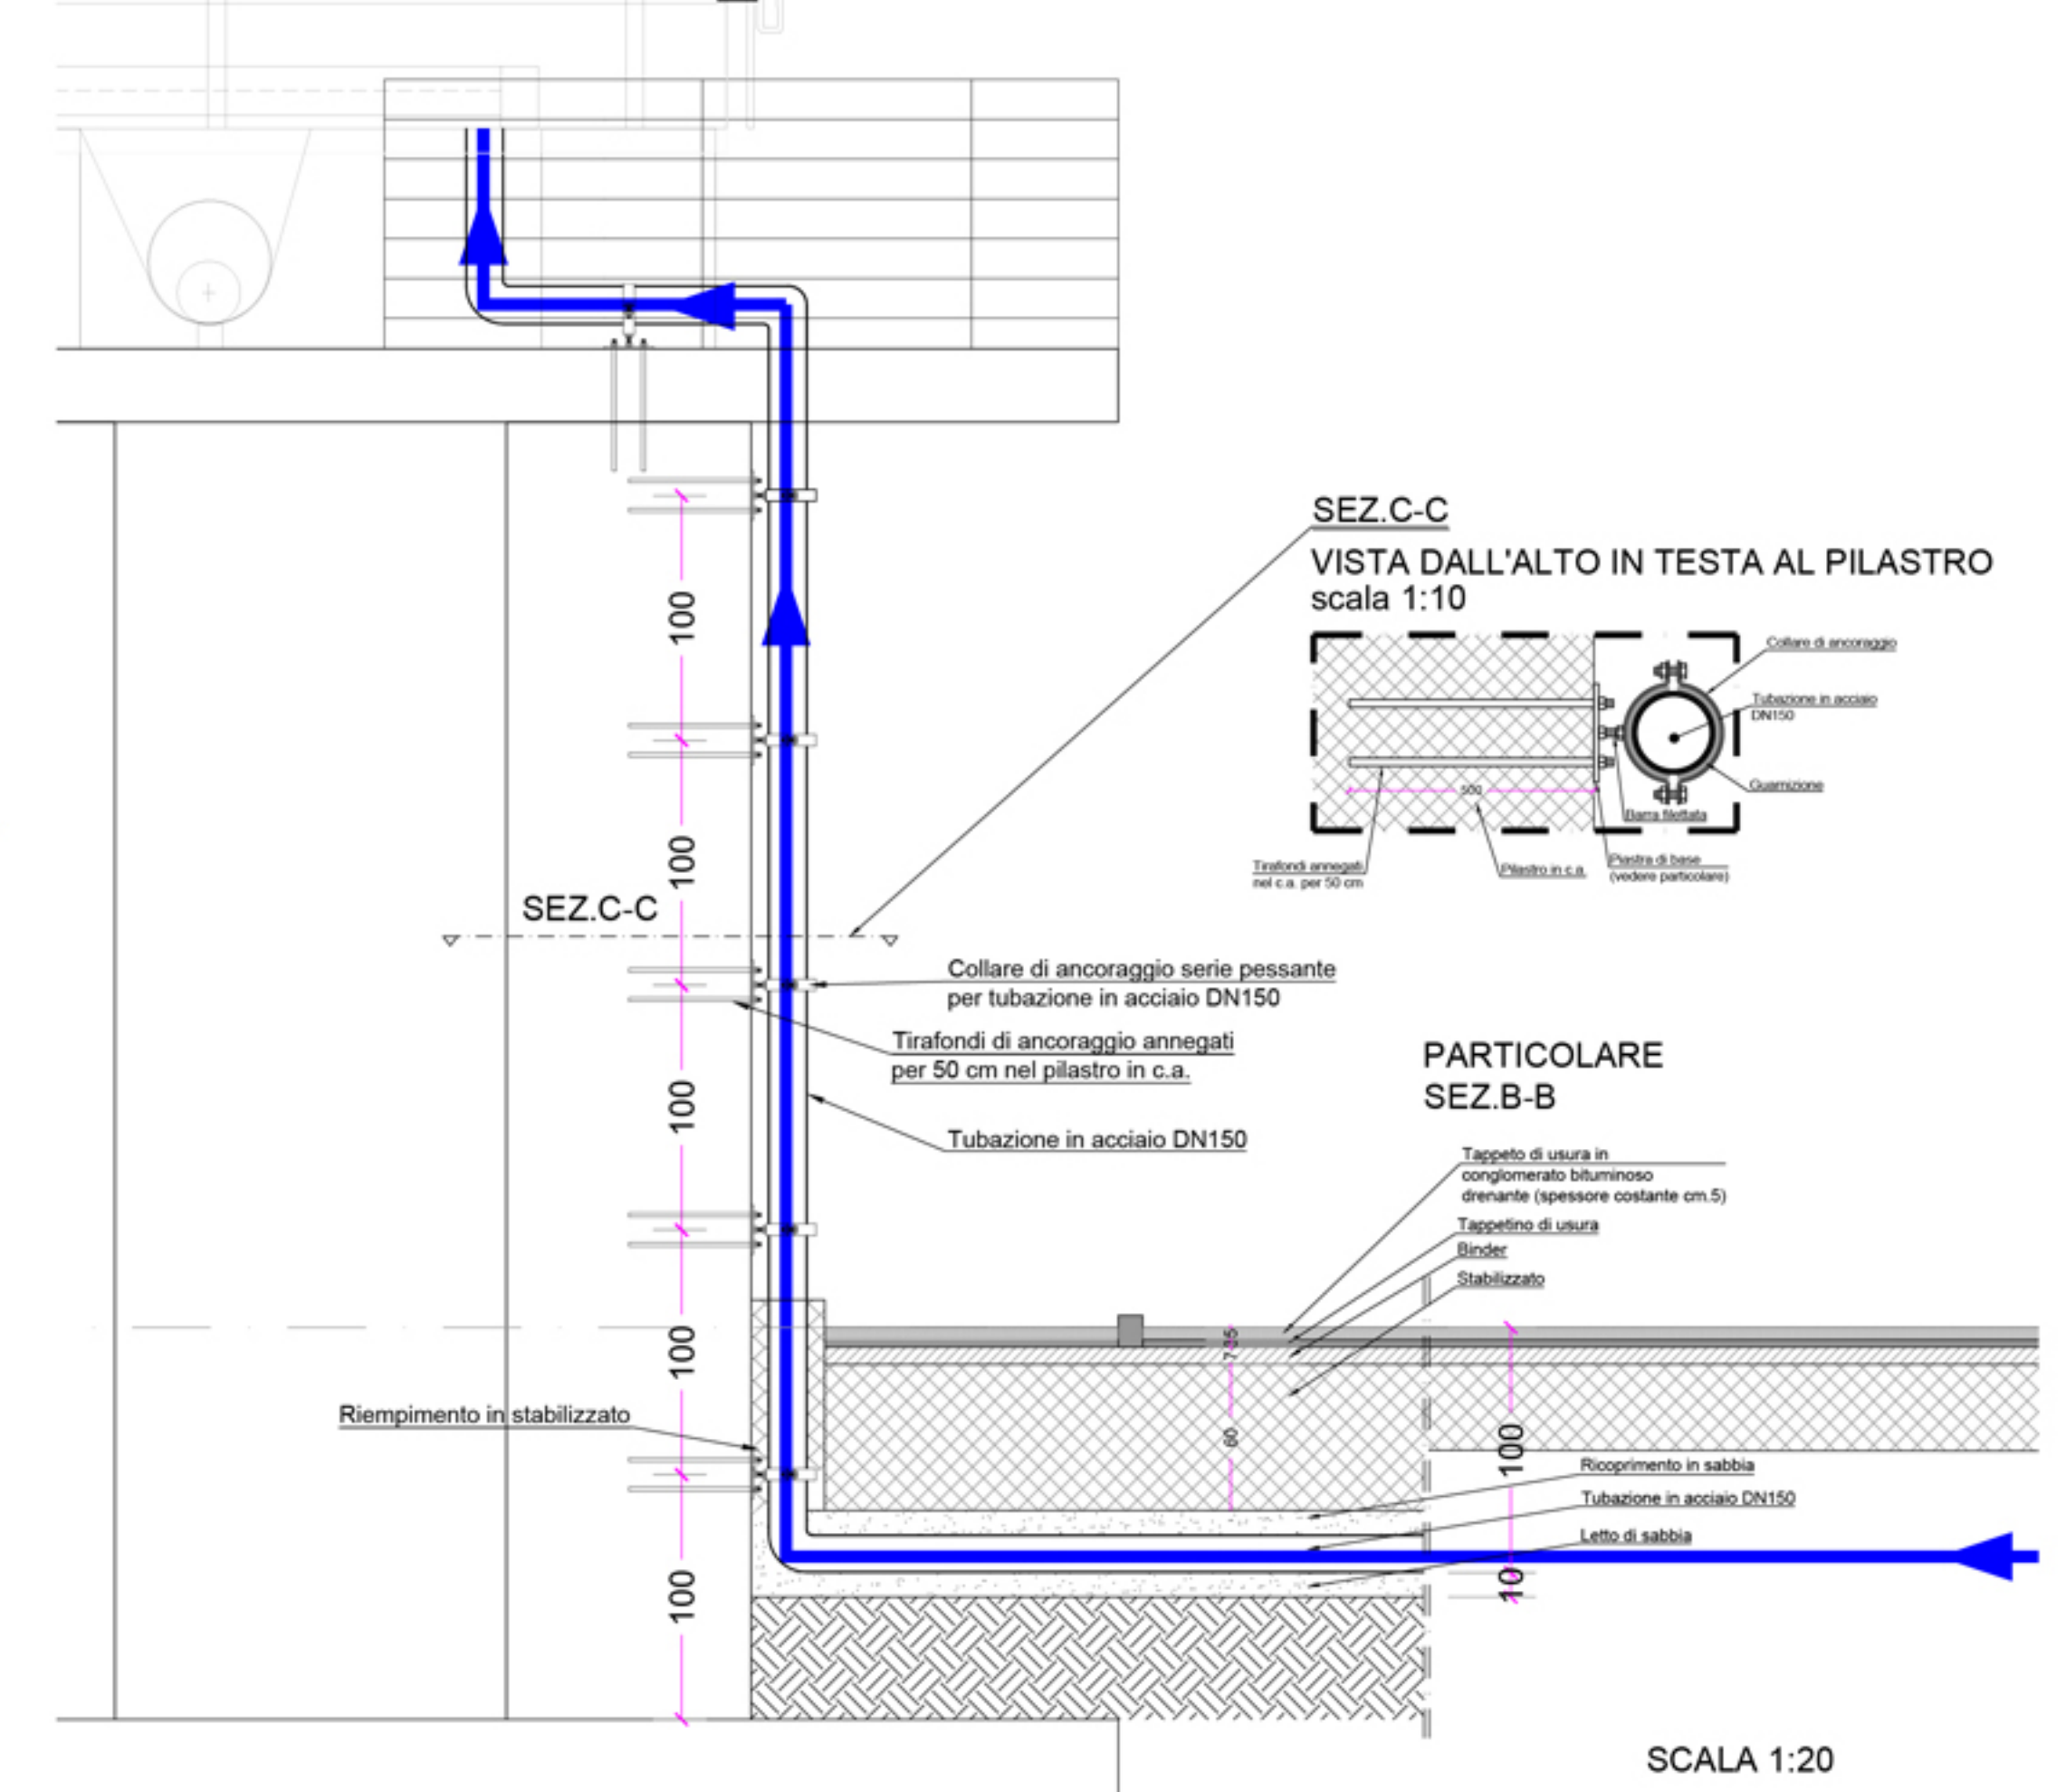 SEZ.C-C
VISTA DALL'ALTO IN TESTA AL PILASTRO
scala 1:10
Collare di ancoraggio
Tubazione in acciaio
DN150
Guarnizione
Barra filettata
500
Tirafondi annegati
nel c.a. per 50 cm
Pilastro in c.a.
Piastra di base
(vedere particolare)
100
100
SEZ.C-C
Collare di ancoraggio serie pessante
per tubazione in acciaio DN150
Tirafondi di ancoraggio annegati
per 50 cm nel pilastro in c.a.
100
Tubazione in acciaio DN150
PARTICOLARE
SEZ.B-B
Tappeto di usura in
conglomerato bituminoso
drenante (spessore costante cm.5)
Tappetino di usura
Binder
Stabilizzato
100
Riempimento in stabilizzato
60
100
Ricoprimento in sabbia
Tubazione in acciaio DN150
Letto di sabbia
10
100
SCALA 1:20